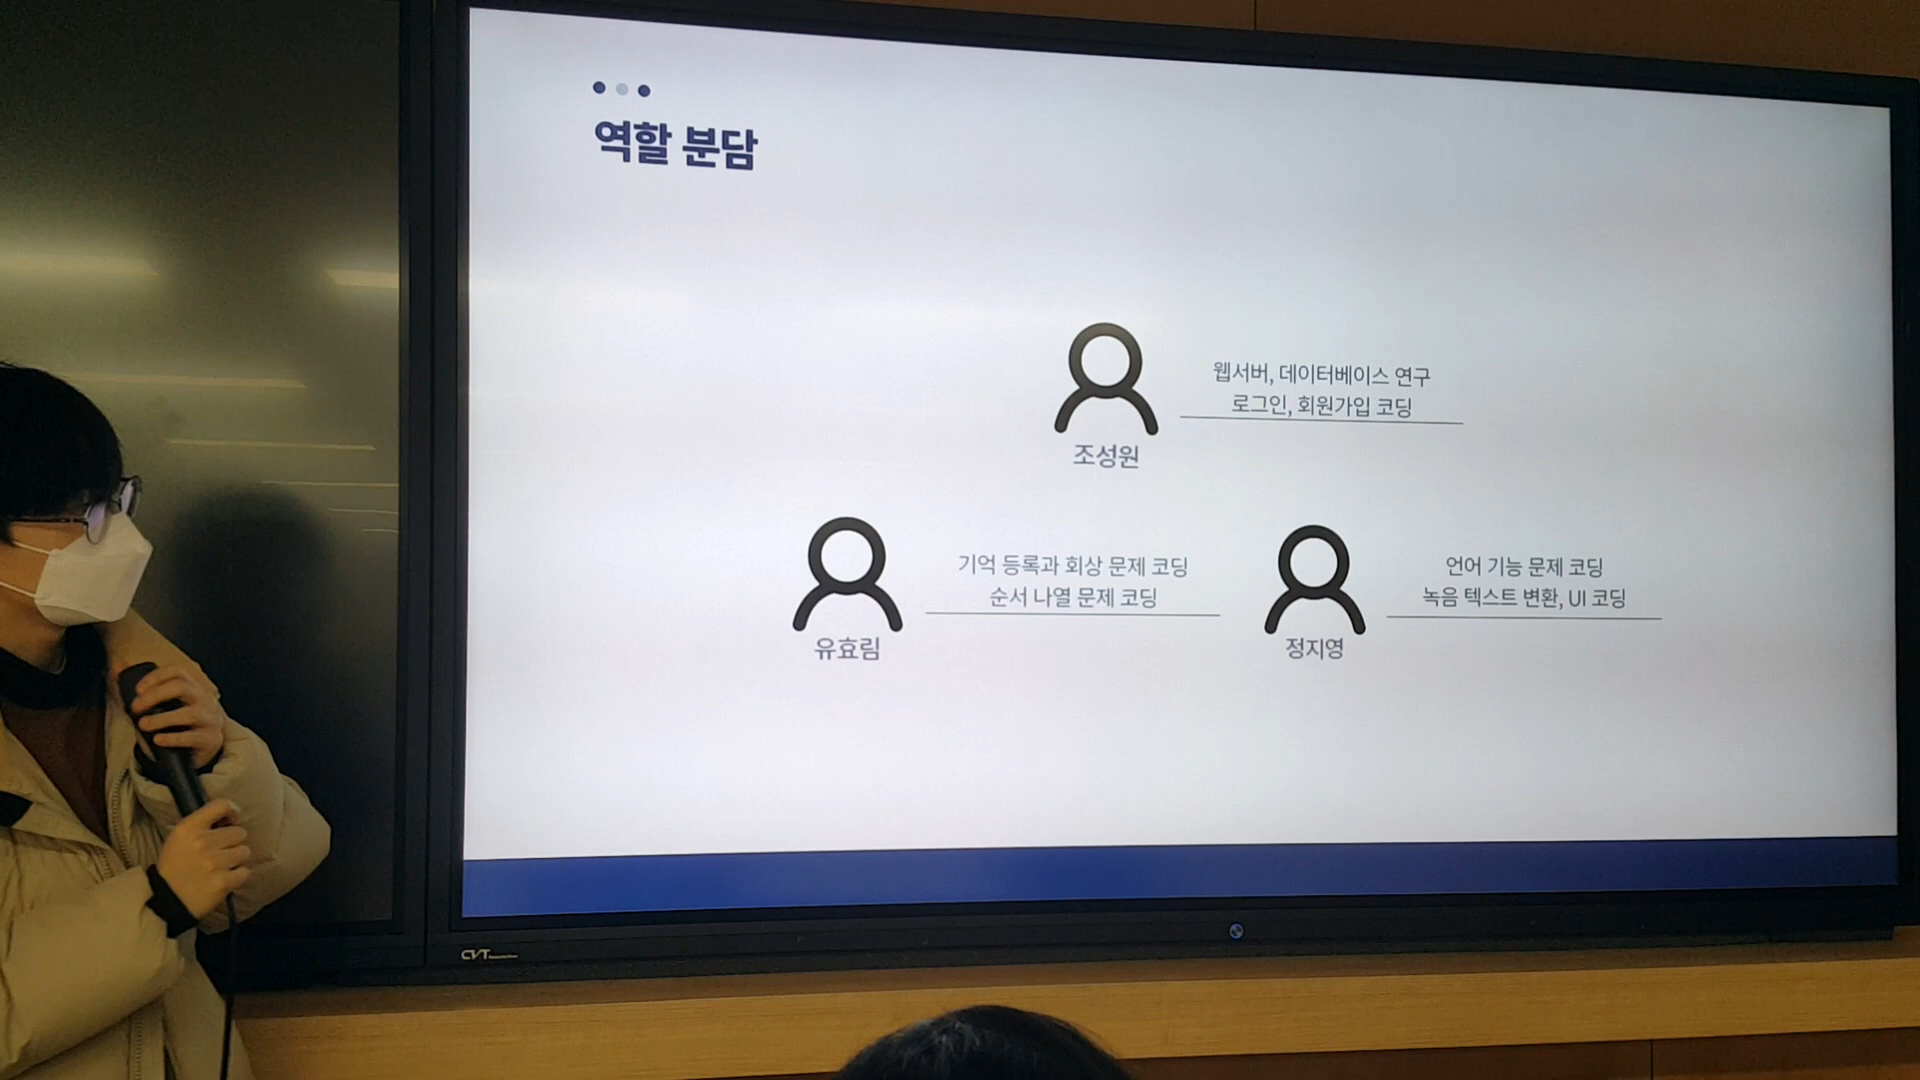 역할 분담
웹서버, 데이터베이스 연구
로그인, 회원가입 코딩
조성원
기억 등록과 회상 문제 코딩
순서 나열 문제 코딩
유효림
언어 기능 문제 코딩
녹음 텍스트 변환, UI 코딩
정지영
CVT